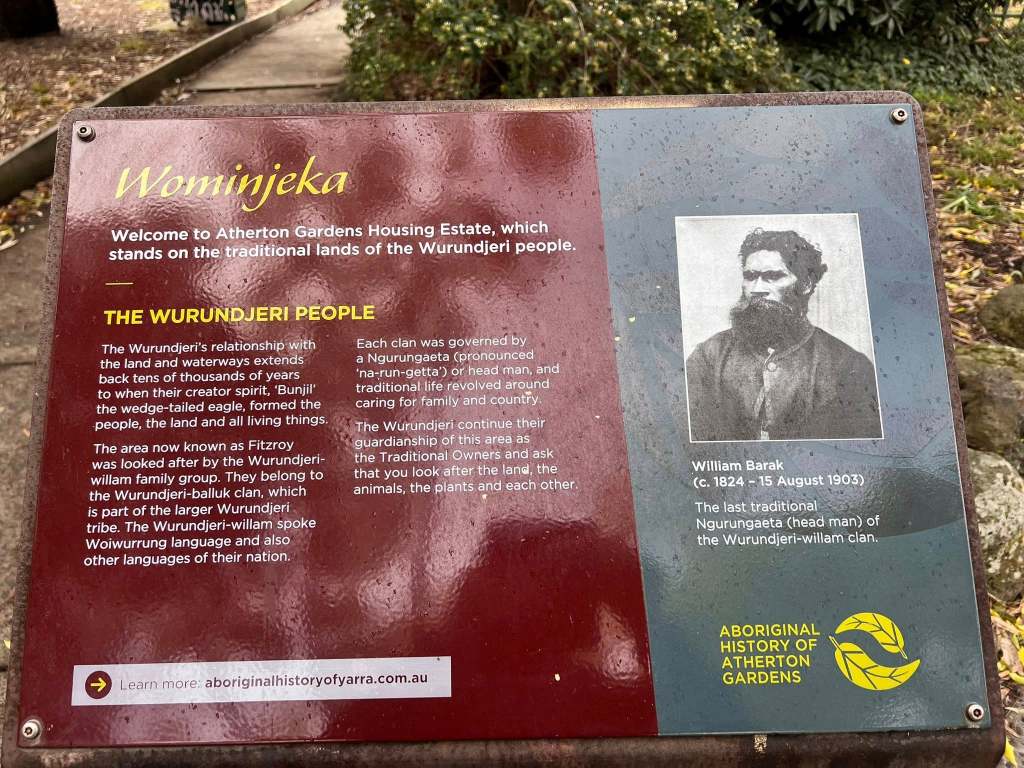 Wominjeka
Welcome to Atherton Gardens Housing Estate, which
stands on the traditional lands of the Wurundjeri people.
THE WURUNDJERI PEOPLE
The Wurundjeri's relationship with
the land and waterways extends
back tens of thousands of years
to when their creator spirit, 'Bunjil'
the wedge-tailed eagle, formed the
people, the land and all living things.
The area now known as Fitzroy
was looked after by the Wurundjeri-
willam family group. They belong to
the Wurundjeri-balluk clan, which
is part of the larger Wurundjeri
tribe. The Wurundjeri-willam spoke
Woiwurrung language and also
other languages of their nation.
Each clan was governed by
a Ngurungaeta (pronounced
'na-run-getta') or head man, and
traditional life revolved around
caring for family and country.
The Wurundjeri continue their
guardianship of this area as
the Traditional Owners and ask
that you look after the land, the
animals, the plants and each other.
Learn more: aboriginalhistoryofyarra.com.au
William Barak
(c. 1824 – 15 August 1903)
The last traditional
Ngurungaeta (head man) of
the Wurundjeri-willam clan.
ABORIGINAL
HISTORY OF
ATHERTON
GARDENS